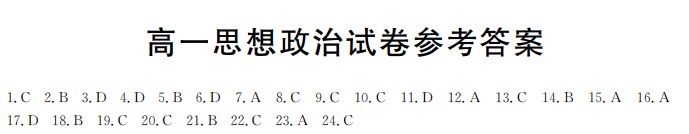 高一思想政治试卷参考答案
1. C 2. B 3. D 4. D 5. B 6. D 7. A 8. C 9. C 10. C 11. D 12. A 13. C 14. B 15. A 16. A
17. D 18. B 19. C 20. C 21. B 22. C 23. A 24. C